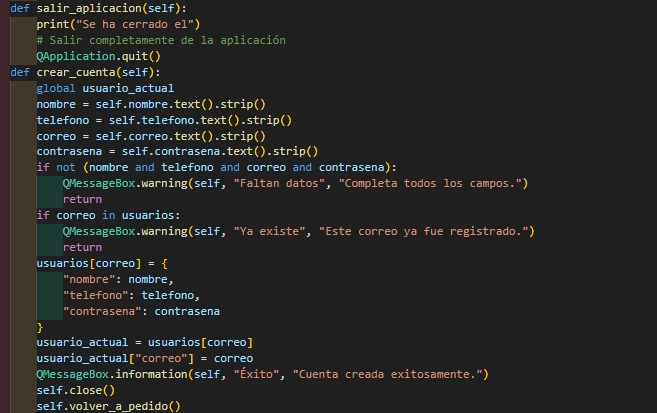 def salir_aplicacion(self):
    print("Se ha cerrado el")
    # Salir completamente de la aplicación
    QApplication.quit()
def crear_cuenta(self):
    global usuario_actual
    nombre = self.nombre.text().strip()
    telefono = self.telefono.text().strip()
    correo = self.correo.text().strip()
    contrasena = self.contrasena.text().strip()
    if not (nombre and telefono and correo and contrasena):
        QMessageBox.warning(self, "Faltan datos", "Completa todos los campos.")
        return
    if correo in usuarios:
        QMessageBox.warning(self, "Ya existe", "Este correo ya fue registrado.")
        return
    usuarios[correo] = {
        "nombre": nombre,
        "telefono": telefono,
        "contrasena": contrasena
    }
    usuario_actual = usuarios[correo]
    usuario_actual["correo"] = correo
    QMessageBox.information(self, "Éxito", "Cuenta creada exitosamente.")
    self.close()
    self.volver_a_pedido()